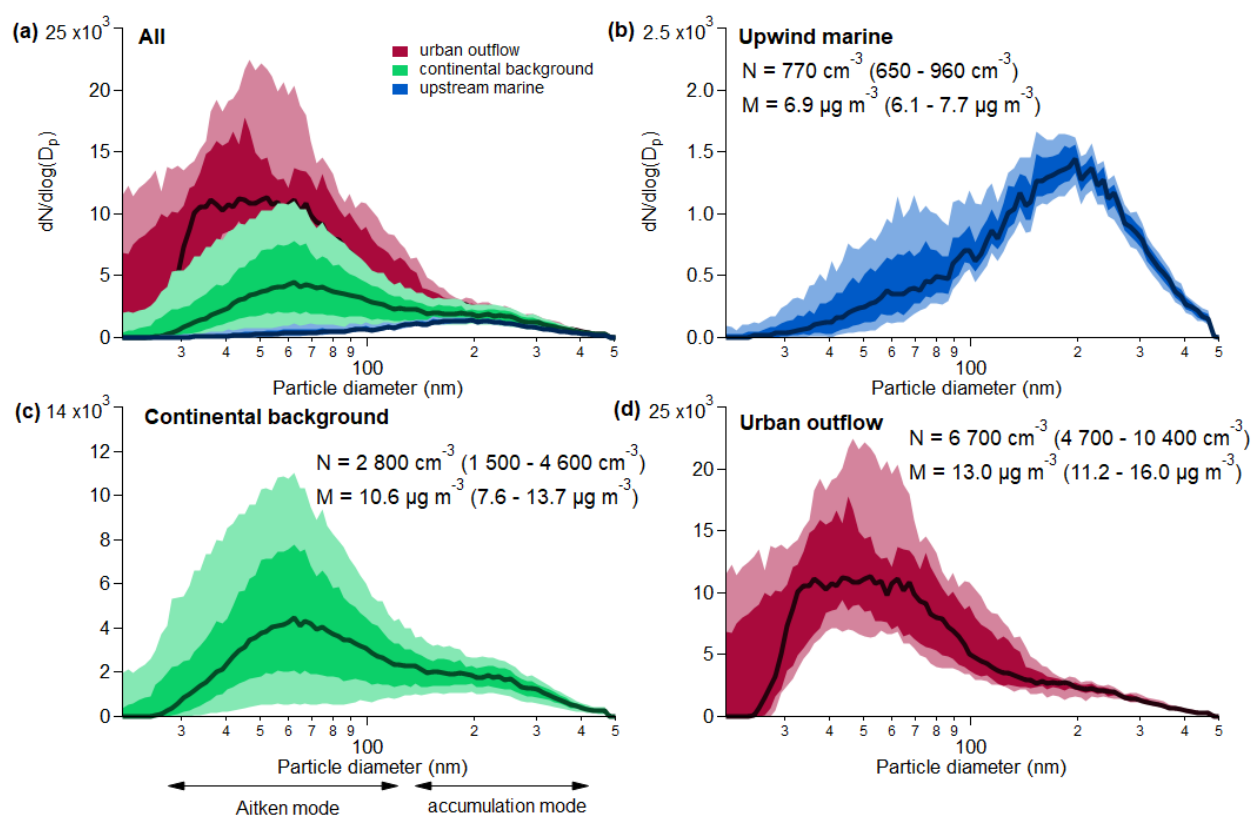 (a)
All
25 x10³
20
15
10
5
0
dN/dlog(Dₚ)
urban outflow
continental background
upstream marine
3 4 5 6 7 8 9 100 2 3 4 5
Particle diameter (nm)
(b)
Upwind marine
N = 770 cm⁻³ (650 - 960 cm⁻³)
M = 6.9 µg m⁻³ (6.1 - 7.7 µg m⁻³)
2.5 x10³
2.0
1.5
1.0
0.5
0.0
dN/dlog(Dₚ)
3 4 5 6 7 8 9 100 2 3 4 5
Particle diameter (nm)
(c)
Continental background
N = 2 800 cm⁻³ (1 500 - 4 600 cm⁻³)
M = 10.6 µg m⁻³ (7.6 - 13.7 µg m⁻³)
14 x10³
12
10
8
6
4
2
0
3 4 5 6 7 8 9 100 2 3 4 5
Particle diameter (nm)
Aitken mode
accumulation mode
(d)
Urban outflow
N = 6 700 cm⁻³ (4 700 - 10 400 cm⁻³)
M = 13.0 µg m⁻³ (11.2 - 16.0 µg m⁻³)
25 x10³
20
15
10
5
0
3 4 5 6 7 8 9 100 2 3 4 5
Particle diameter (nm)